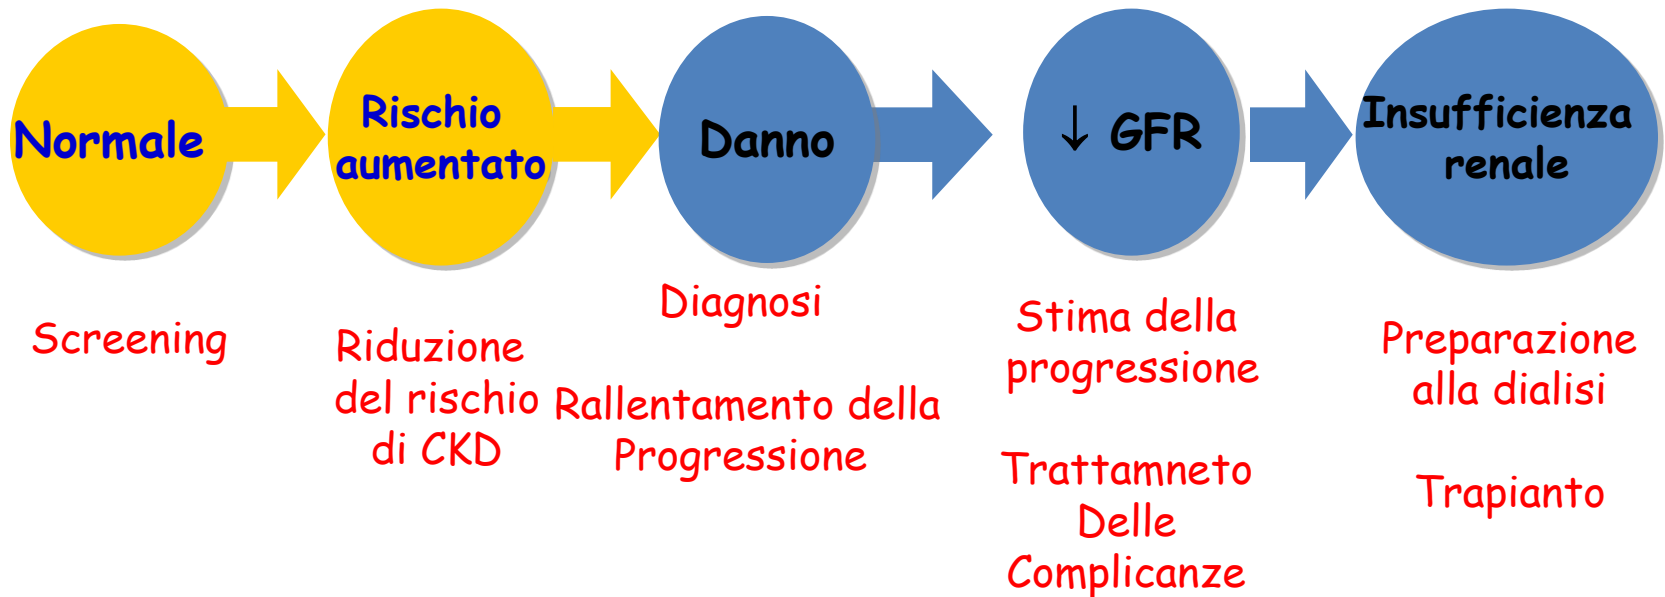 Normale
Rischio
aumentato
Danno
↓ GFR
Insufficienza
renale
Screening
Riduzione
del rischio
di CKD
Diagnosi
Rallentamento della
Progressione
Stima della
progressione
Trattamneto
Delle
Complicanze
Preparazione
alla dialisi
Trapianto